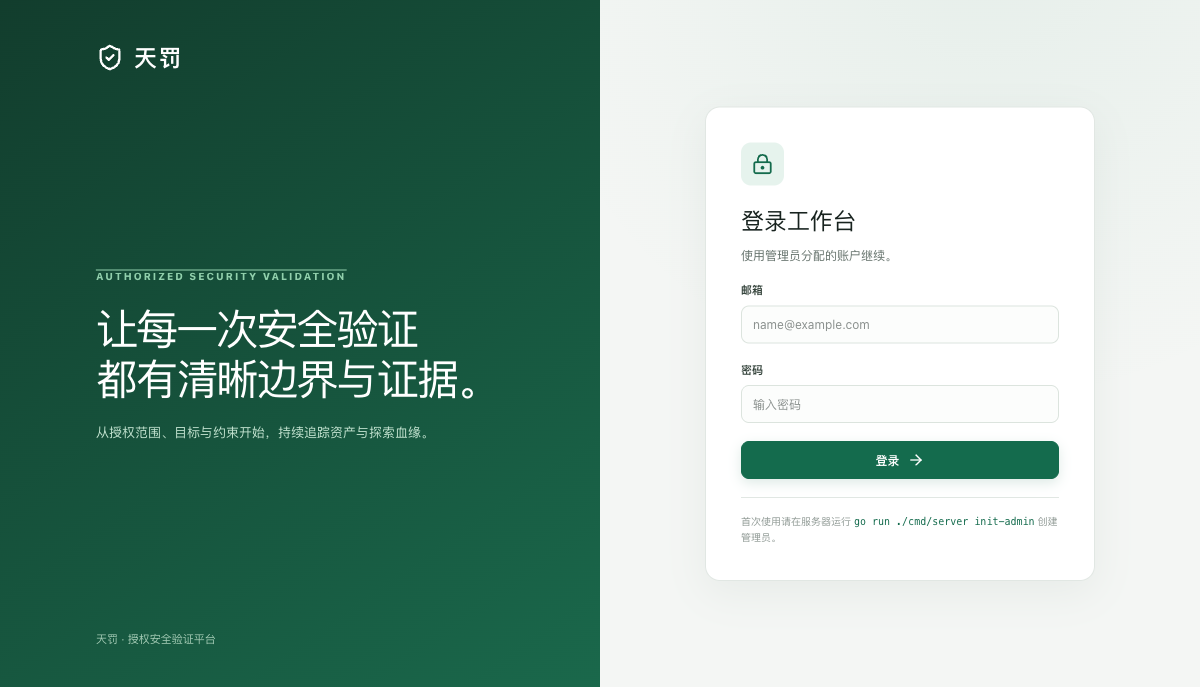 天罚
AUTHORIZED SECURITY VALIDATION
让每一次安全验证
都有清晰边界与证据。
从授权范围、目标与约束开始，持续追踪资产与探索血缘。
天罚 · 授权安全验证平台
登录工作台
使用管理员分配的账户继续。
邮箱
name@example.com
密码
输入密码
登录 →
首次使用请在服务器运行 go run ./cmd/server init-admin 创建
管理员。